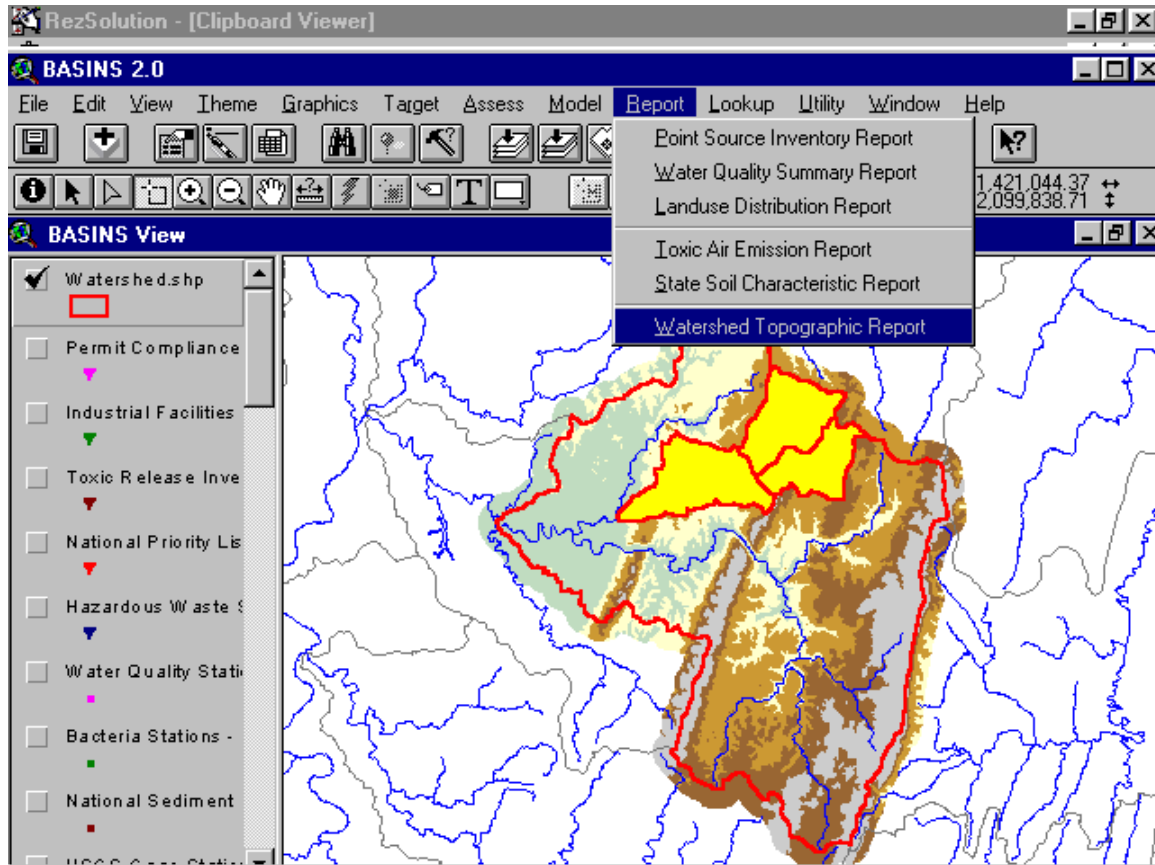 RezSolution - [Clipboard Viewer]
BASINS 2.0
File Edit View Theme Graphics Target Assess Model Report Lookup Utility Window Help
Point Source Inventory Report
Water Quality Summary Report
Landuse Distribution Report
Toxic Air Emission Report
State Soil Characteristic Report
Watershed Topographic Report
1,421,044.37
2,099,838.71
T
BASINS View
Watershed.shp
Permit Compliance
Industrial Facilities
Toxic Release Inve
National Priority Lis
Hazardous Waste
Water Quality Stati
Bacteria Stations -
National Sediment